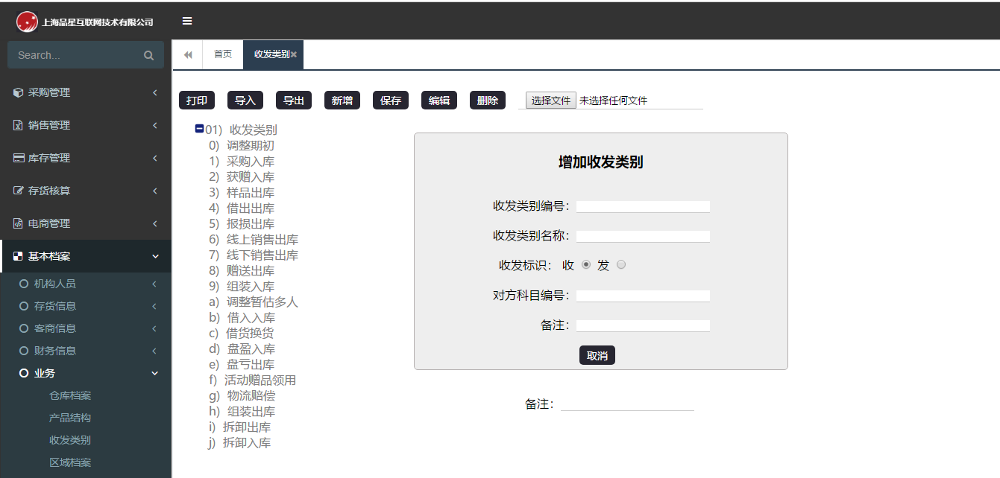 上海品星互联网技术有限公司
Search...
采购管理
销售管理
库存管理
存货核算
电商管理
基本档案
机构人员
存货信息
客商信息
财务信息
业务
仓库档案
产品结构
收发类别
区域档案
首页 收发类别
打印 导入 导出 新增 保存 编辑 删除 选择文件 未选择任何文件
01) 收发类别
0) 调整期初
1) 采购入库
2) 获赠入库
3) 样品出库
4) 借出出库
5) 报损出库
6) 线上销售出库
7) 线下销售出库
8) 赠送出库
9) 组装入库
a) 调整暂估多人
b) 借入入库
c) 借货换货
d) 盘盈入库
e) 盘亏出库
f) 活动赠品领用
g) 物流赔偿
h) 组装出库
i) 拆卸出库
j) 拆卸入库
增加收发类别
收发类别编号：
收发类别名称：
收发标识： 收 发
对方科目编号：
备注：
取消
备注：